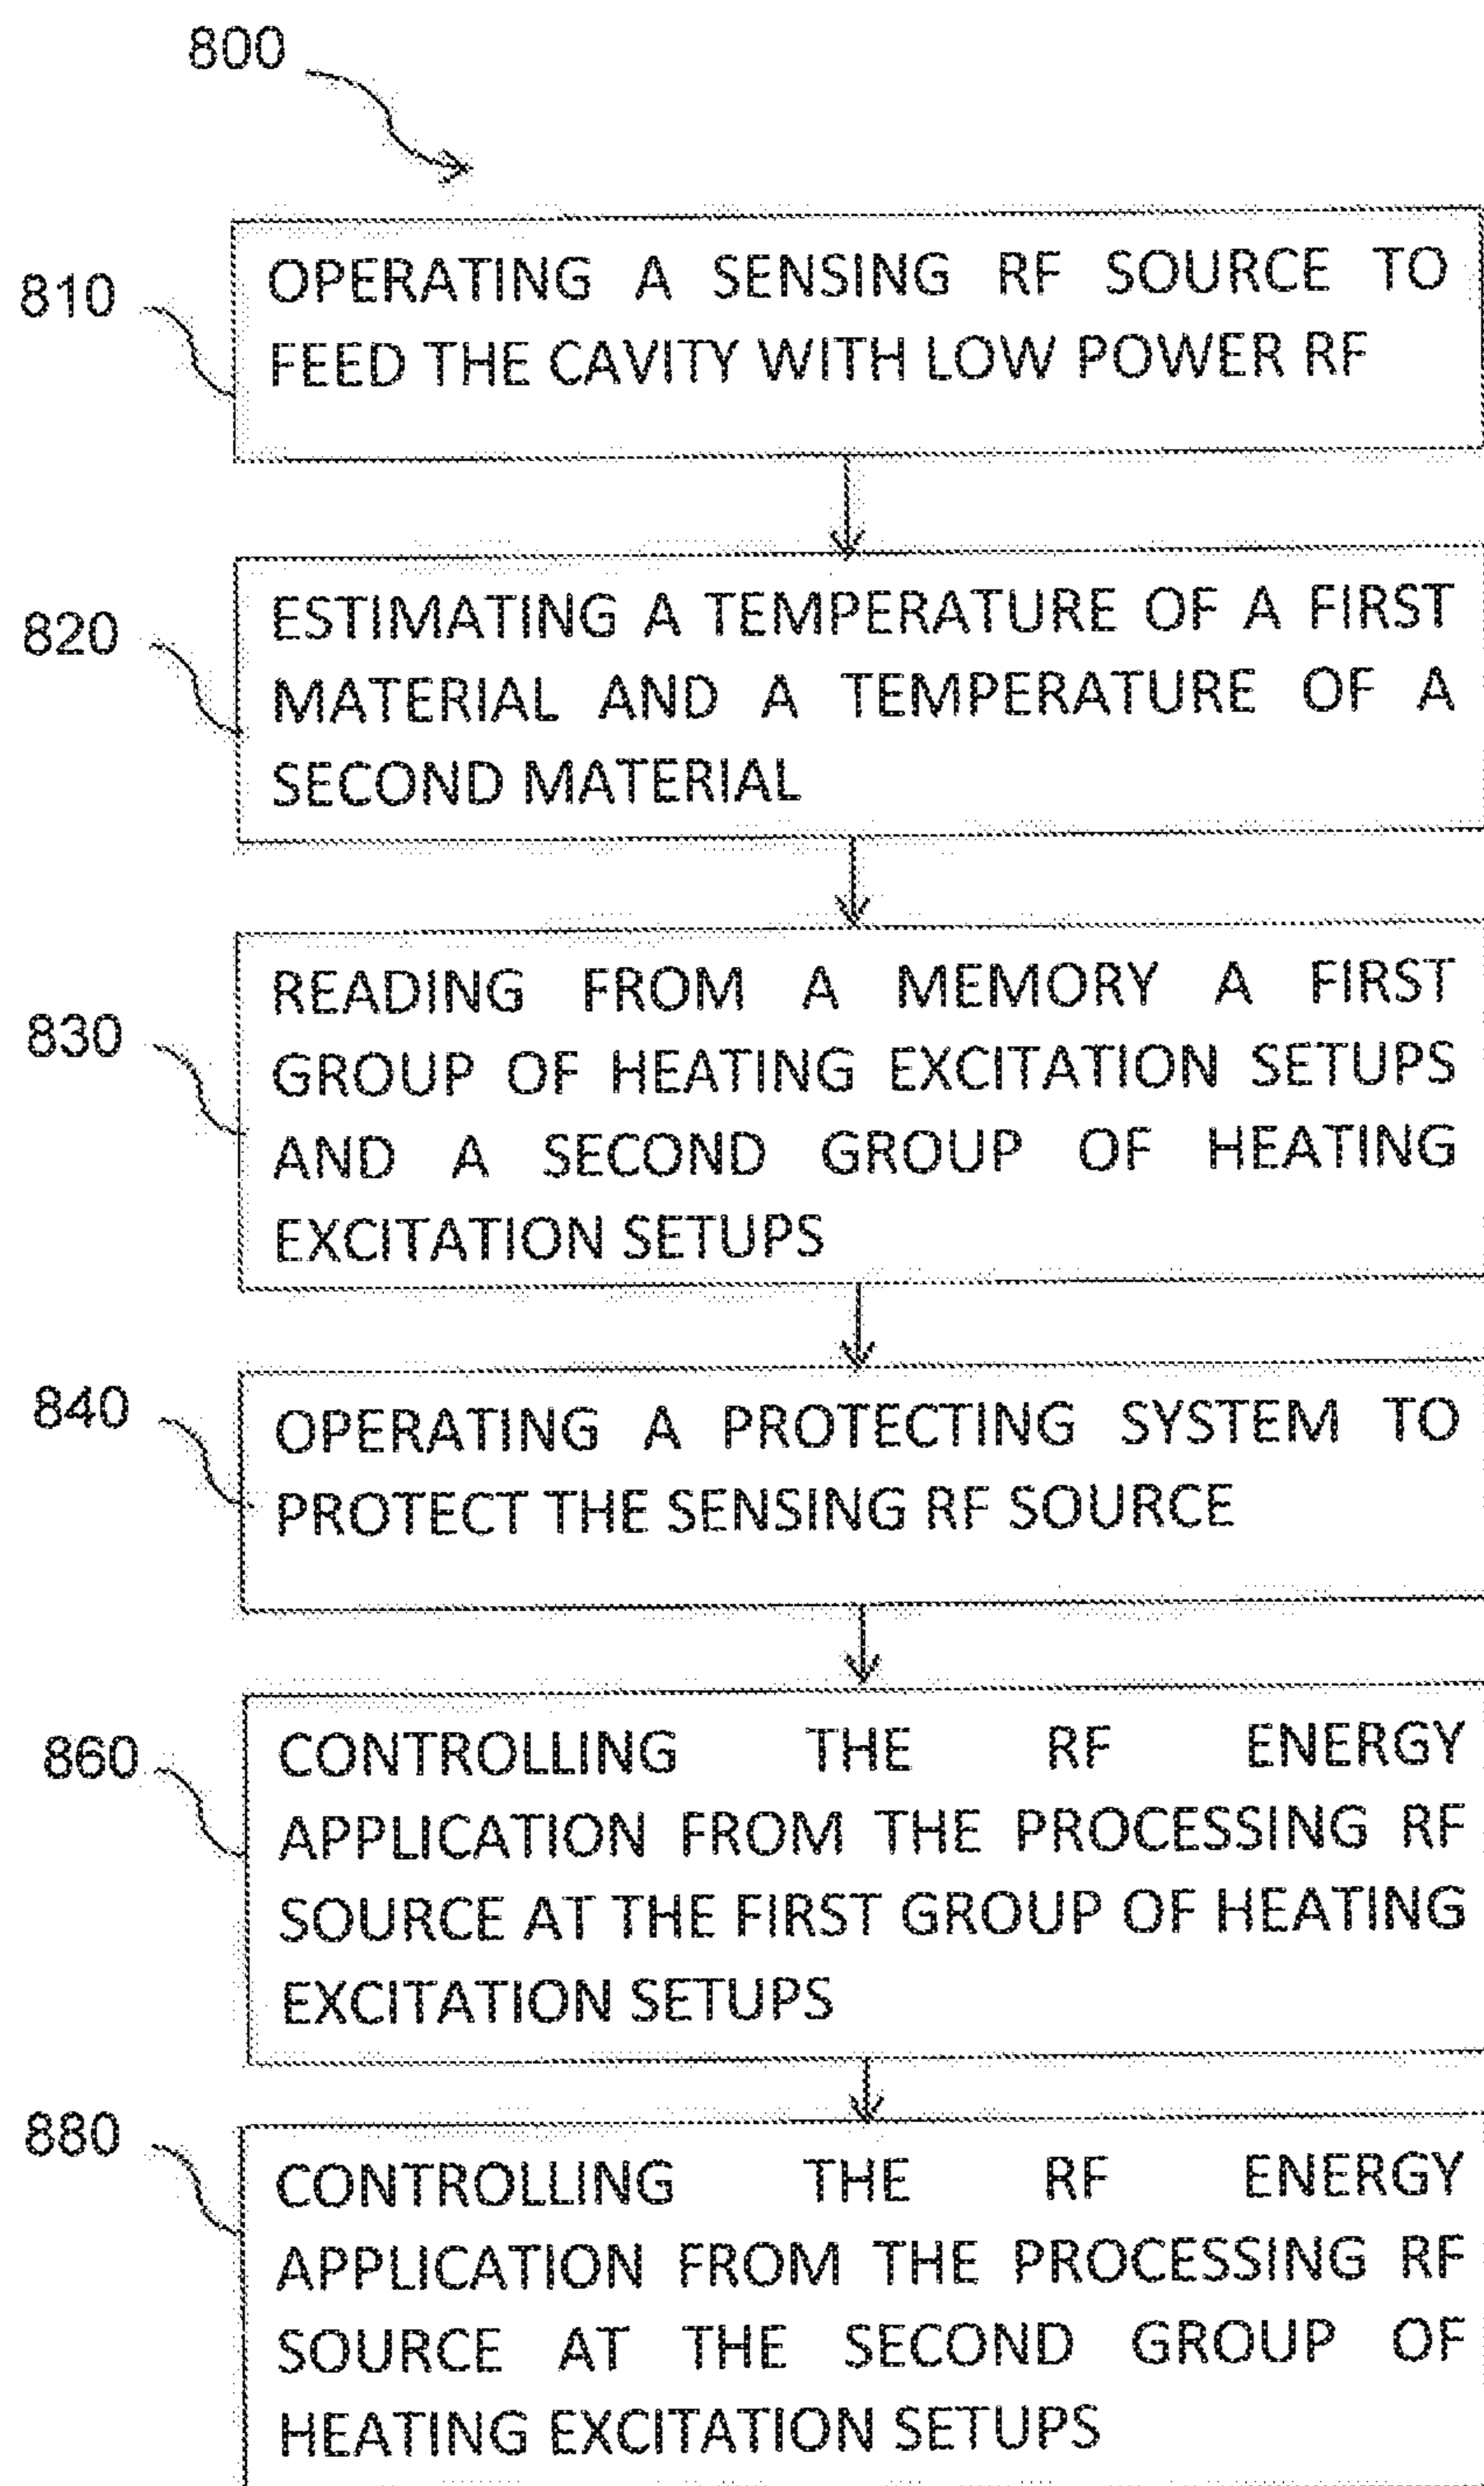 800
810
OPERATING A SENSING RF SOURCE TO
FEED THE CAVITY WITH LOW POWER RF
820
ESTIMATING A TEMPERATURE OF A FIRST
MATERIAL AND A TEMPERATURE OF A
SECOND MATERIAL
830
READING FROM A MEMORY A FIRST
GROUP OF HEATING EXCITATION SETUPS
AND A SECOND GROUP OF HEATING
EXCITATION SETUPS
840
OPERATING A PROTECTING SYSTEM TO
PROTECT THE SENSING RF SOURCE
860
CONTROLLING THE RF ENERGY
APPLICATION FROM THE PROCESSING RF
SOURCE AT THE FIRST GROUP OF HEATING
EXCITATION SETUPS
880
CONTROLLING THE RF ENERGY
APPLICATION FROM THE PROCESSING RF
SOURCE AT THE SECOND GROUP OF
HEATING EXCITATION SETUPS